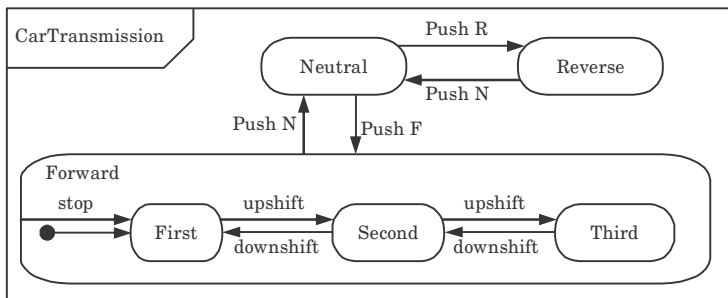 CarTransmission
Push R
Neutral
Reverse
Push N
Push N
Push F
Forward
stop
upshift
upshift
First
Second
Third
downshift
downshift